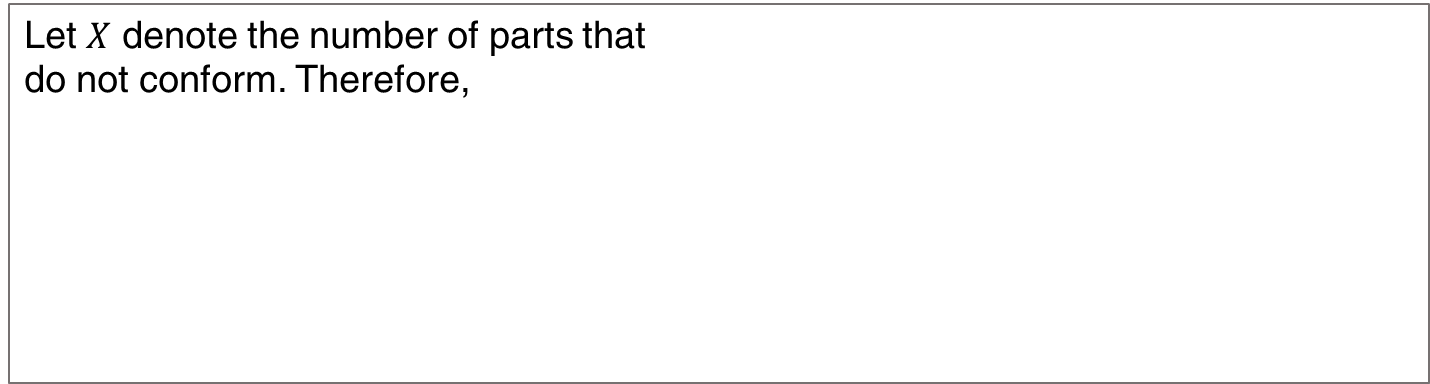 Let X denote the number of parts that
do not conform. Therefore,